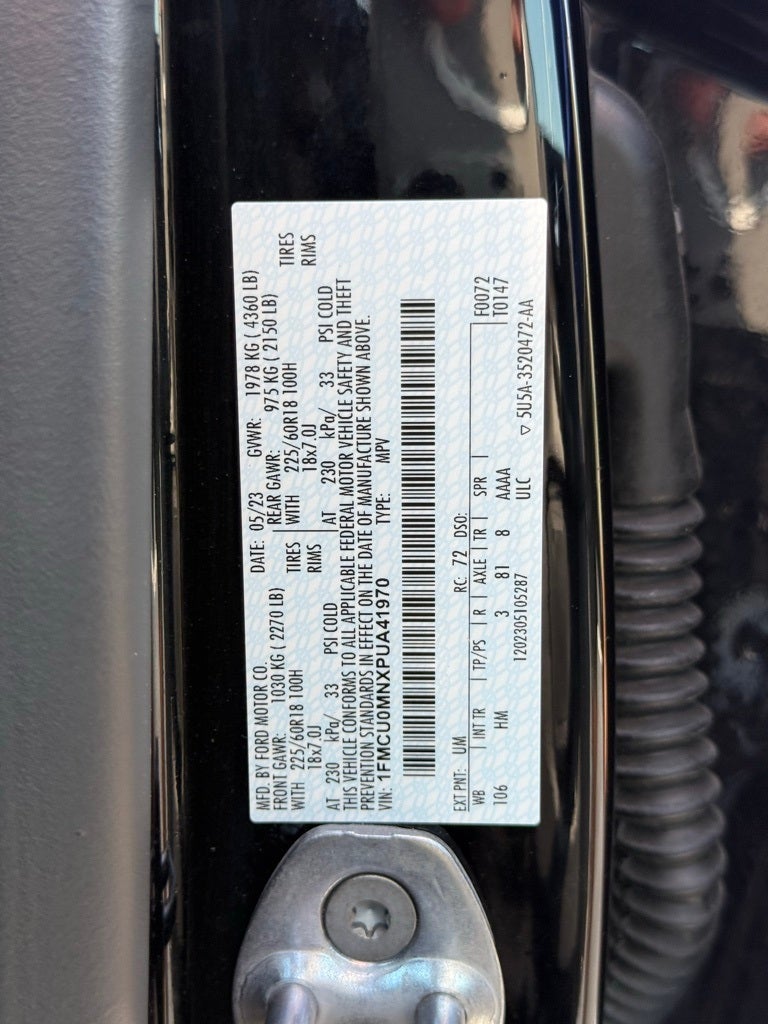 MFD. BY FORD MOTOR CO.
DATE: 05/23 GVWR: 1978 KG ( 4360 LB)
FRONT GAWR: 1030 KG ( 2270 LB) REAR GAWR: 975 KG ( 2150 LB)
WITH 225/60R18 100H TIRES WITH 225/60R18 100H TIRES
18x7.0J RIMS 18x7.0J RIMS
AT 230 kPa/ 33 PSI COLD AT 230 kPa/ 33 PSI COLD
THIS VEHICLE CONFORMS TO ALL APPLICABLE FEDERAL MOTOR VEHICLE SAFETY AND THEFT
PREVENTION STANDARDS IN EFFECT ON THE DATE OF MANUFACTURE SHOWN ABOVE.
VIN: 1FMCU0MNXPUA41970 TYPE: MPV
EXT PNT: UM RC: 72 DSO:
WB INT TR TP/PS R AXLE TR SPR F0072
106 HM 3 81 8 AAAA T0147
1202305105287 ULC
▽ 5U5A-3520472-AA